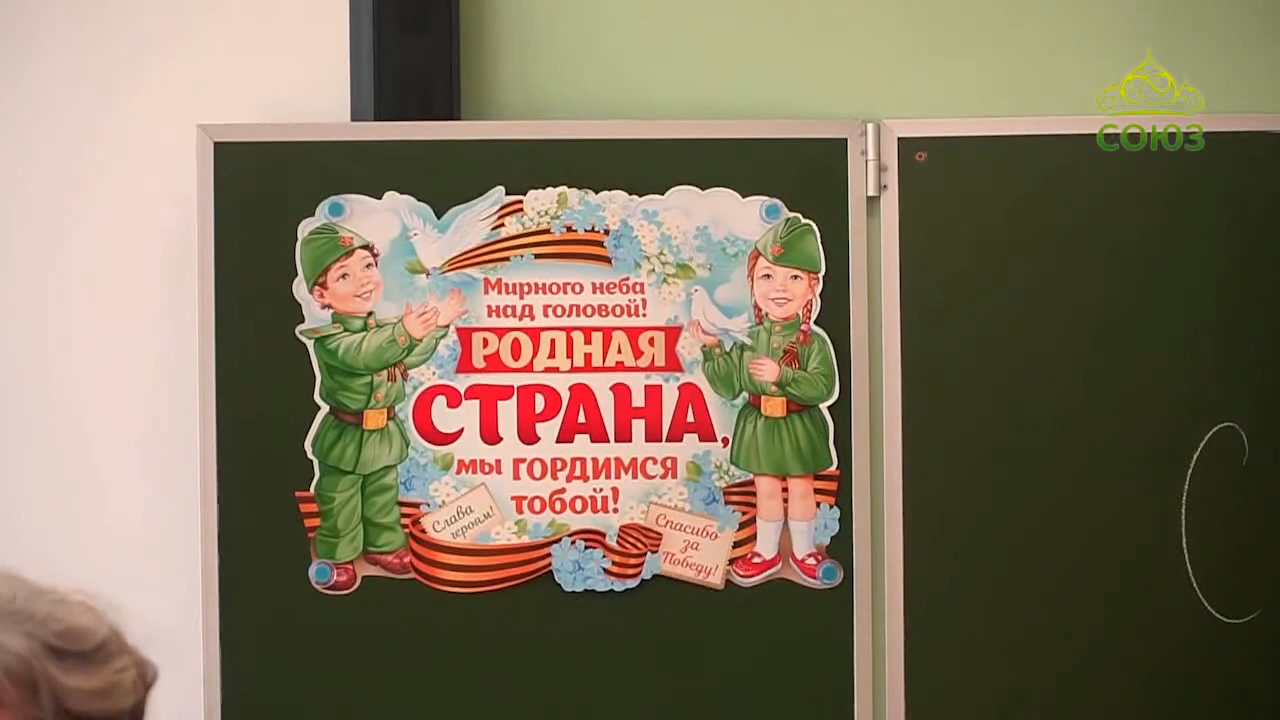 СОЮЗ
Мирного неба
над головой!
РОДНАЯ
СТРАНА,
мы ГОРДИМСЯ
тобой!
Слава
героям!
Спасибо
за
Победу!